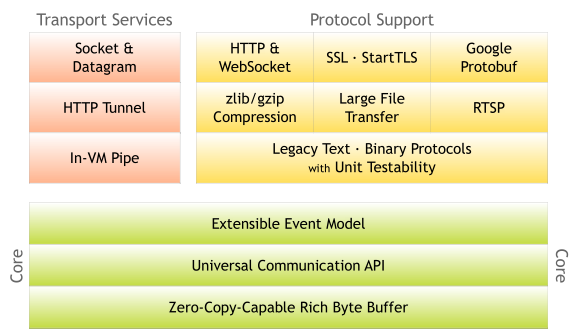 Transport Services
Protocol Support
Socket &
Datagram
HTTP Tunnel
In-VM Pipe
HTTP &
WebSocket
SSL · StartTLS
Google
Protobuf
zlib/gzip
Compression
Large File
Transfer
RTSP
Legacy Text · Binary Protocols
with Unit Testability
Core
Extensible Event Model
Universal Communication API
Zero-Copy-Capable Rich Byte Buffer
Core